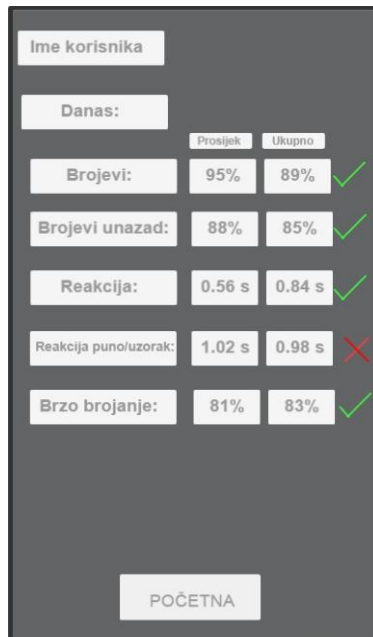 Ime korisnika
Danas:
Prosijek Ukupno
Brojevi: 95% 89%
Brojevi unazad: 88% 85%
Reakcija: 0.56 s 0.84 s
Reakcija puno/uzorak: 1.02 s 0.98 s
Brzo brojanje: 81% 83%
POČETNA